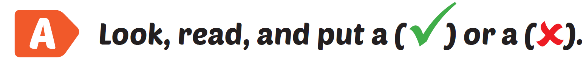 A Look, read, and put a (✓) or a (✗).